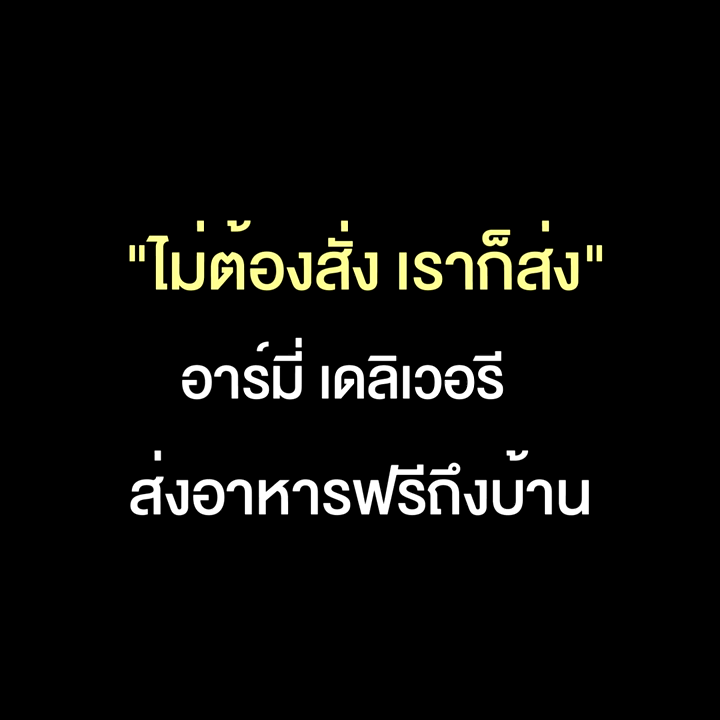 "ไม่ต้องสั่ง เราก็ส่ง"
อาร์มี่ เดลิเวอรี
ส่งอาหารฟรีถึงบ้าน